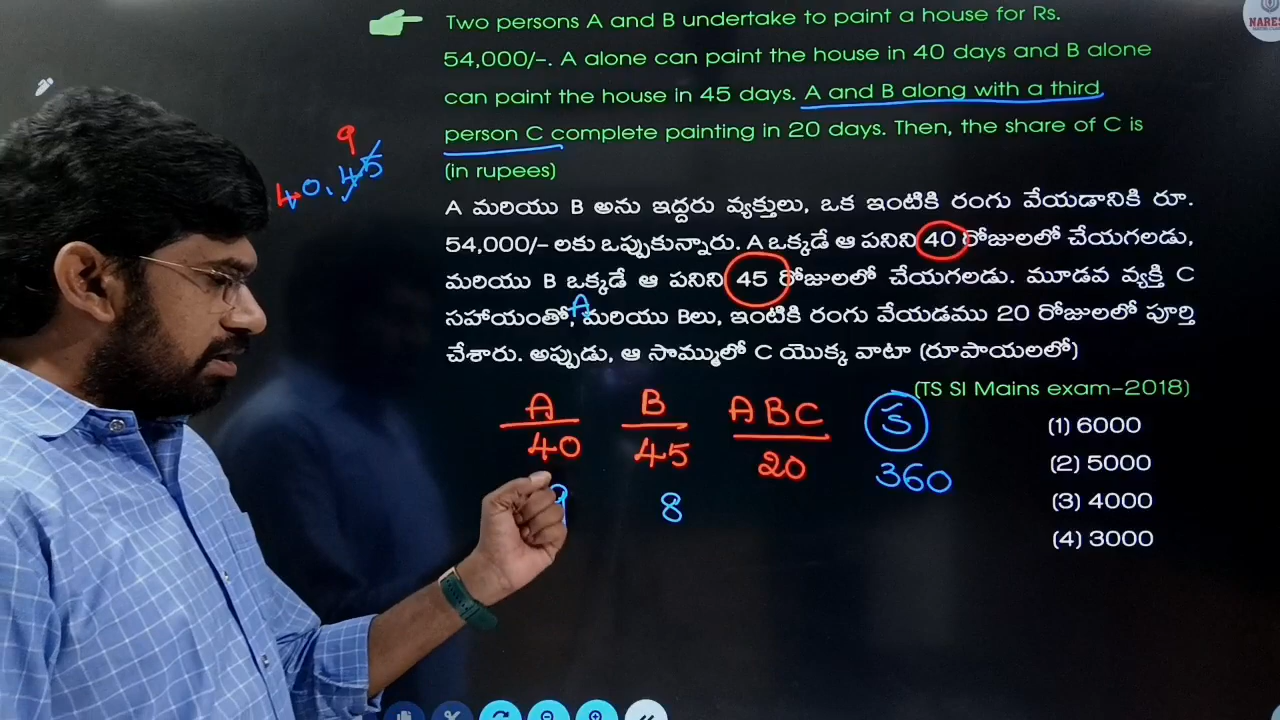 Two persons A and B undertake to paint a house for Rs.
54,000/-. A alone can paint the house in 40 days and B alone
can paint the house in 45 days. A and B along with a third
person C complete painting in 20 days. Then, the share of C is
(in rupees)
9
40, 45
A మరియు B అను ఇద్దరు వ్యక్తులు, ఒక ఇంటికి రంగు వేయడానికి రూ.
54,000/- లకు ఒప్పుకున్నారు. A ఒక్కడే ఆ పనిని 40 రోజులలో చేయగలడు,
మరియు B ఒక్కడే ఆ పనిని 45 రోజులలో చేయగలడు. మూడవ వ్యక్తి C
సహాయంతో, A మరియు Bలు, ఇంటికి రంగు వేయడము 20 రోజులలో పూర్తి
చేశారు. అప్పుడు, ఆ సొమ్ములో C యొక్క వాటా (రూపాయలలో)
(TS SI Mains exam-2018)
A B A B C
40 45 20 360
9 8
(1) 6000
(2) 5000
(3) 4000
(4) 3000
NARES